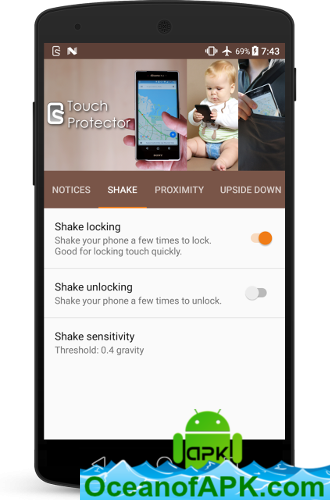 69% 7:43
Touch
Protector
NOTICES SHAKE PROXIMITY UPSIDE DOWN
Shake locking
Shake your phone a few times to lock.
Good for locking touch quickly.
Shake unlocking
Shake your phone a few times to unlock.
Shake sensitivity
Threshold: 0.4 gravity
apk!
OceanofAPK.com